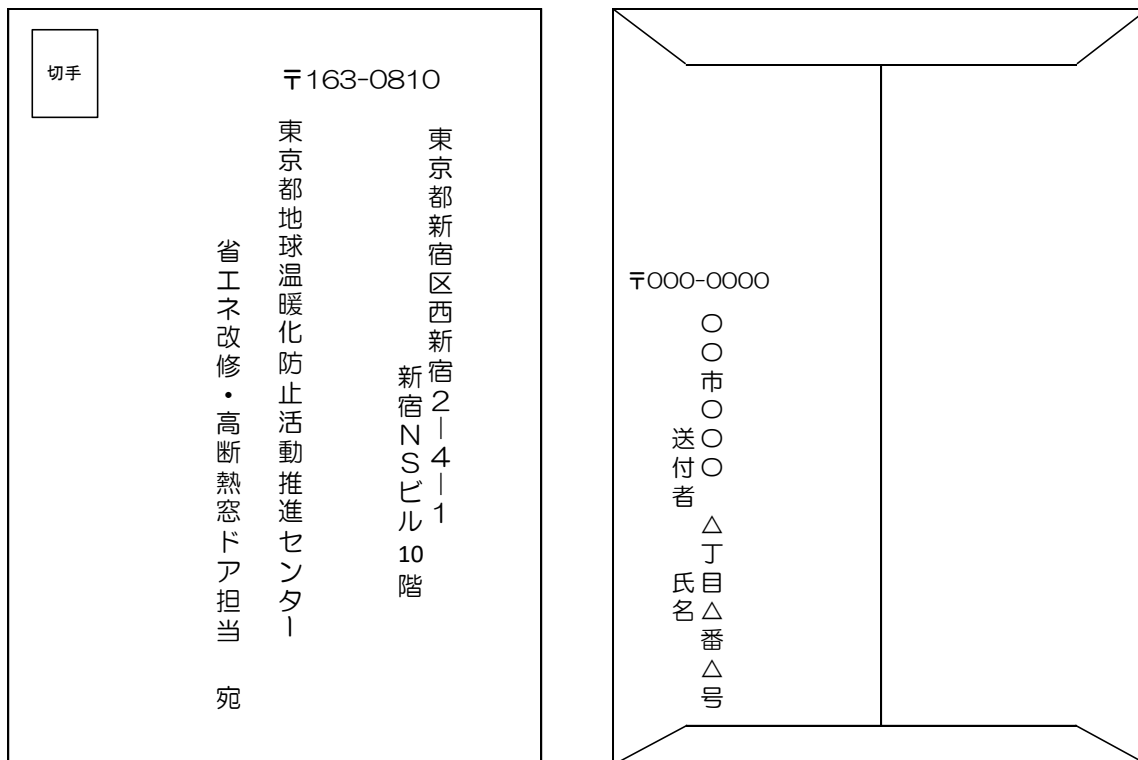 切手
〒163-0810
東京都新宿区西新宿2―4―1
新宿NSビル10階
東京都地球温暖化防止活動推進センター
省エネ改修・高断熱窓ドア担当　宛
〒000-0000
○○市○○○　△丁目△番△号
送付者　氏名